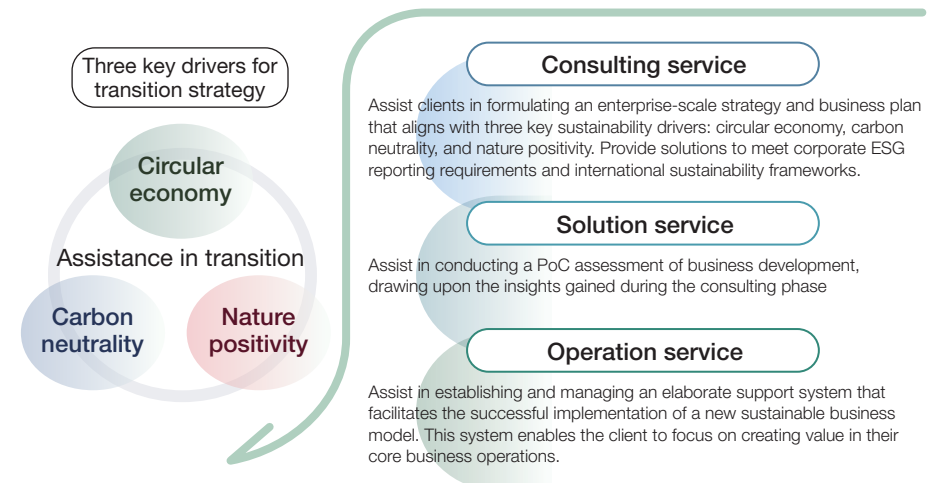 Three key drivers for
transition strategy
Circular
economy
Assistance in transition
Carbon
neutrality
Nature
positivity
Consulting service
Assist clients in formulating an enterprise-scale strategy and business plan
that aligns with three key sustainability drivers: circular economy, carbon
neutrality, and nature positivity. Provide solutions to meet corporate ESG
reporting requirements and international sustainability frameworks.
Solution service
Assist in conducting a PoC assessment of business development,
drawing upon the insights gained during the consulting phase
Operation service
Assist in establishing and managing an elaborate support system that
facilitates the successful implementation of a new sustainable business
model. This system enables the client to focus on creating value in their
core business operations.